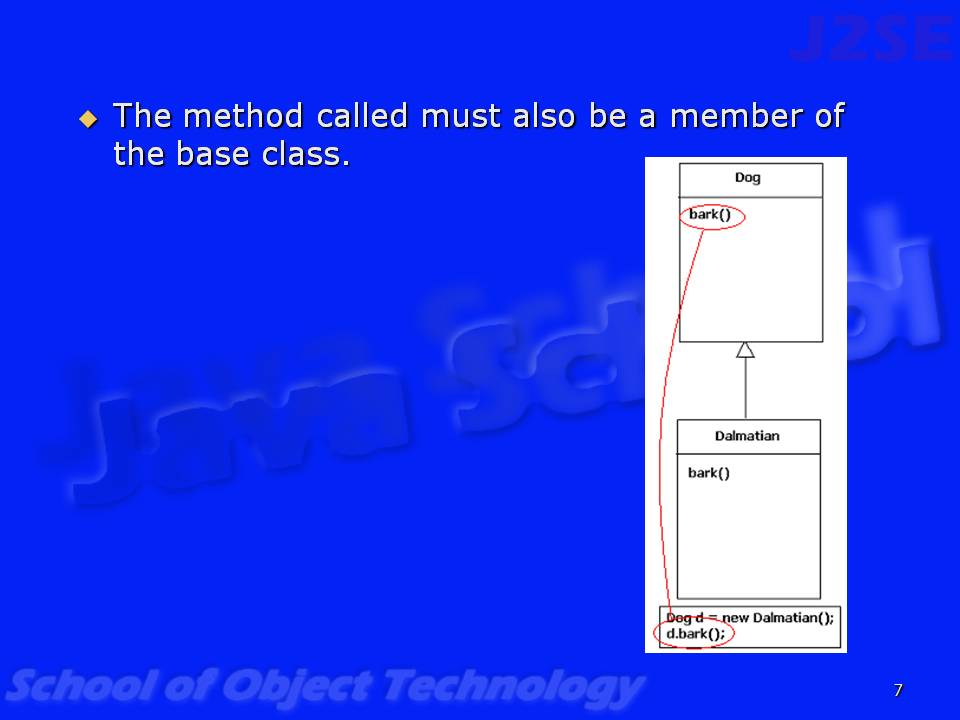 J2SE
The method called must also be a member of
the base class.
Dog
bark()
Java School
Dalmatian
bark()
Dog d = new Dalmatian();
d.bark();
School of Object Technology
7